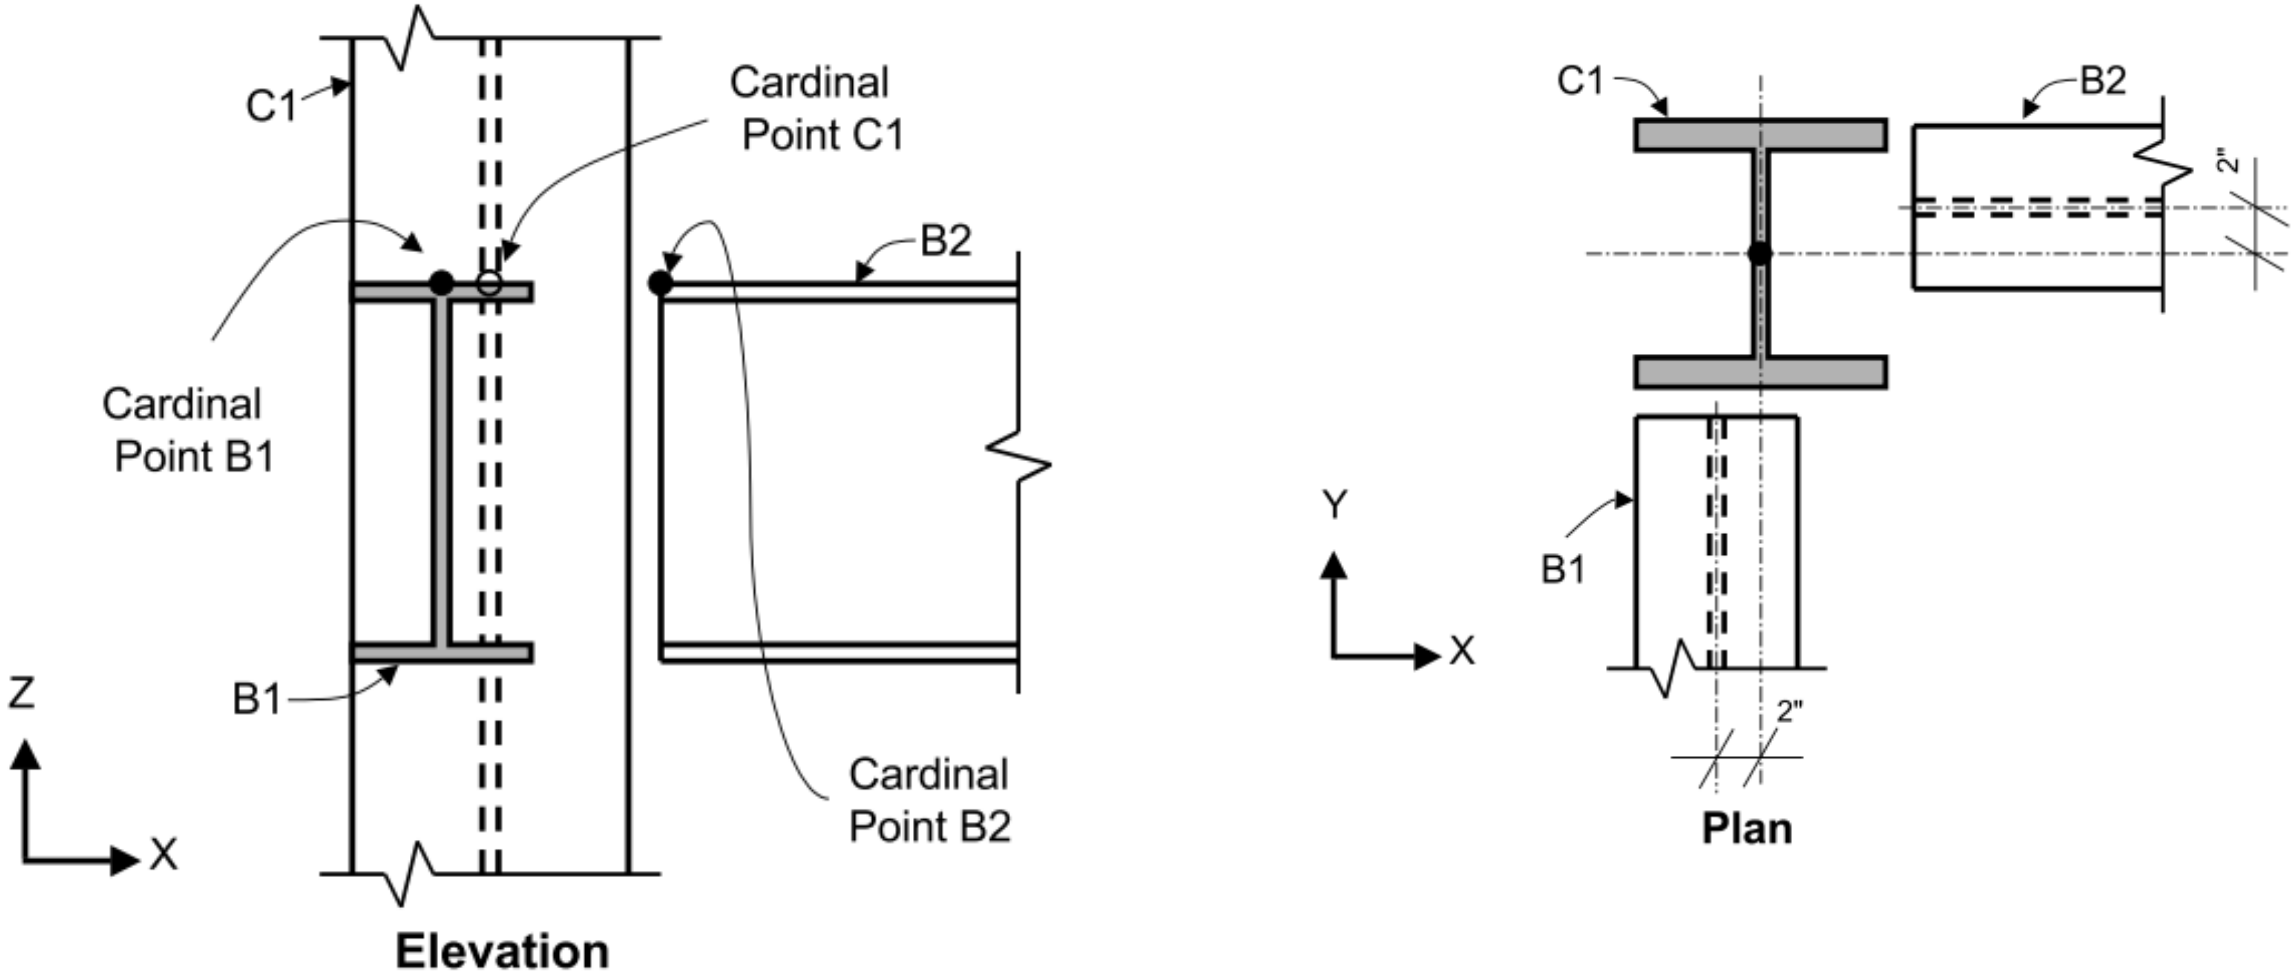 C1
Cardinal
Point C1
B2
Cardinal
Point B1
B1
Z
X
Cardinal
Point B2
Elevation
C1
B2
2"
Y
X
B1
2"
Plan